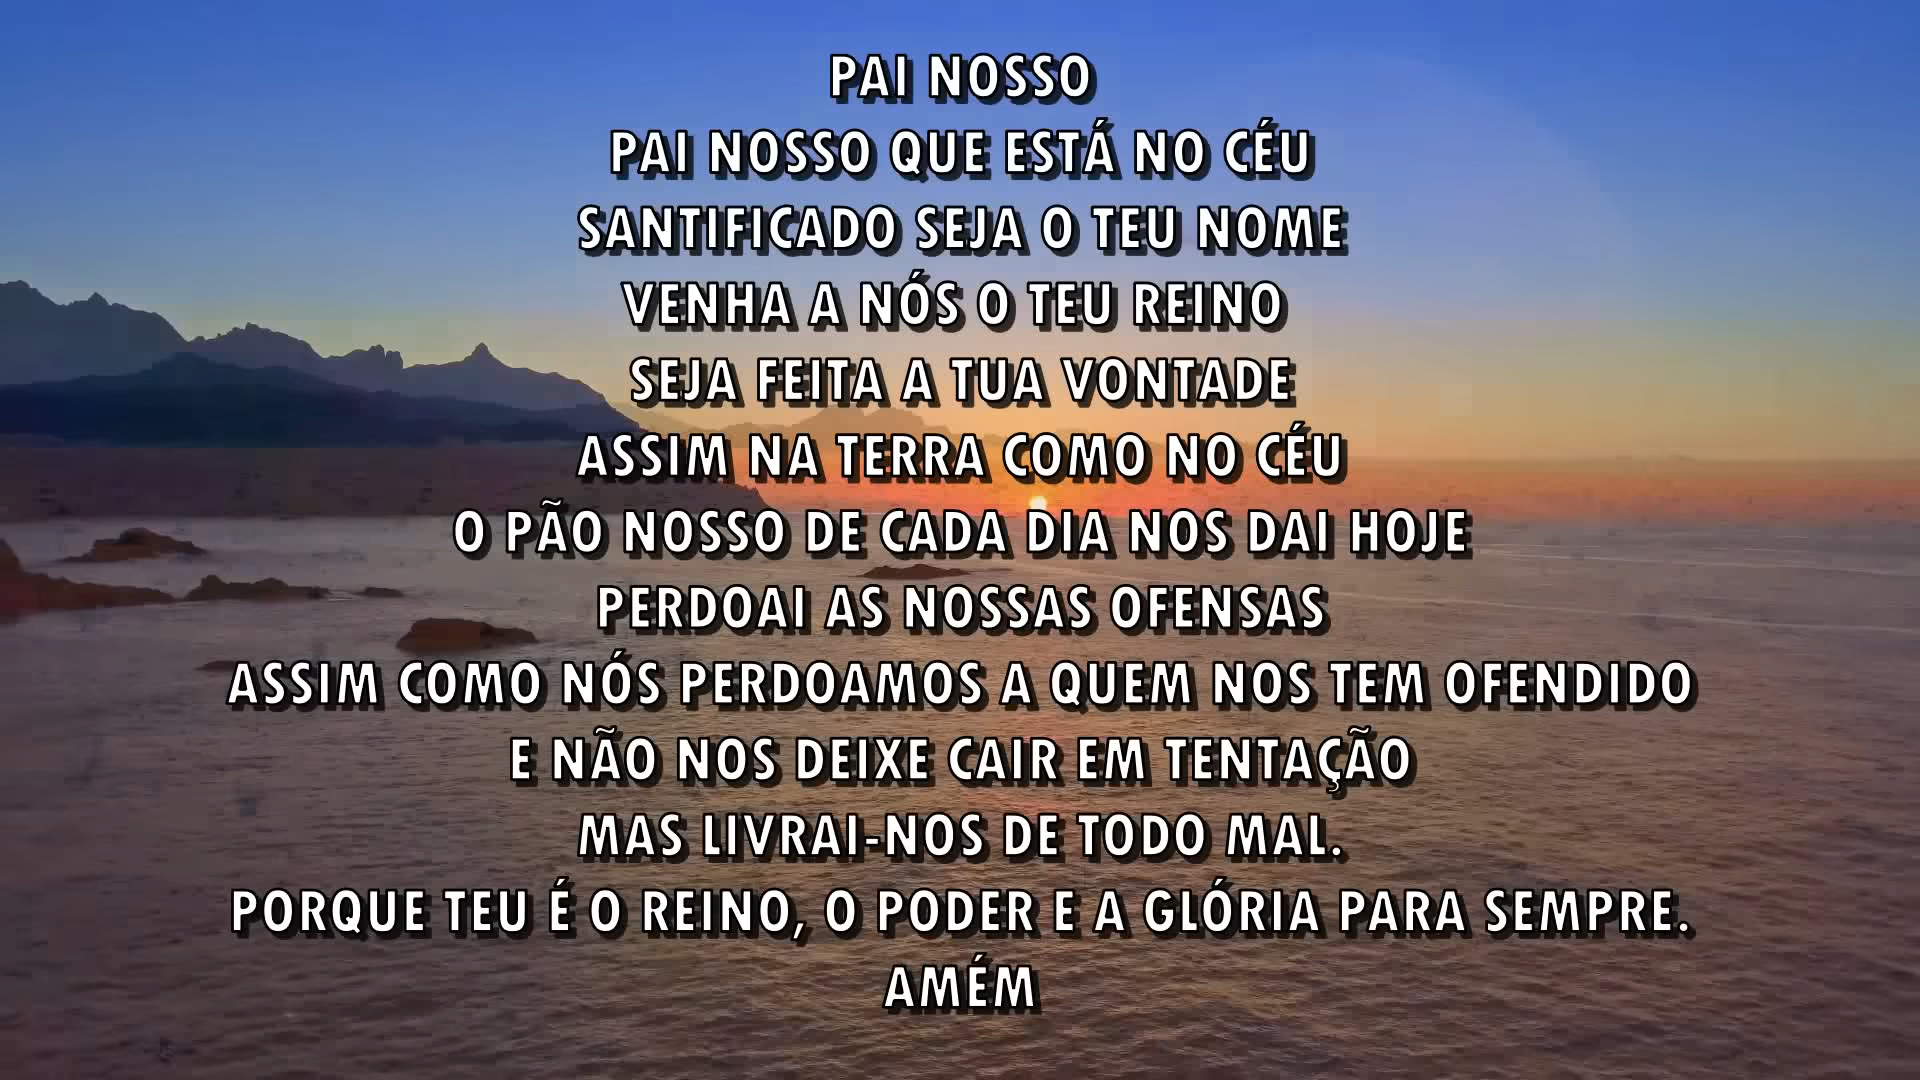 PAI NOSSO
PAI NOSSO QUE ESTÁ NO CÉU
SANTIFICADO SEJA O TEU NOME
VENHA A NÓS O TEU REINO
SEJA FEITA A TUA VONTADE
ASSIM NA TERRA COMO NO CÉU
O PÃO NOSSO DE CADA DIA NOS DAI HOJE
PERDOAI AS NOSSAS OFENSAS
ASSIM COMO NÓS PERDOAMOS A QUEM NOS TEM OFENDIDO
E NÃO NOS DEIXE CAIR EM TENTAÇÃO
MAS LIVRAI-NOS DE TODO MAL.
PORQUE TEU É O REINO, O PODER E A GLÓRIA PARA SEMPRE.
AMÉM